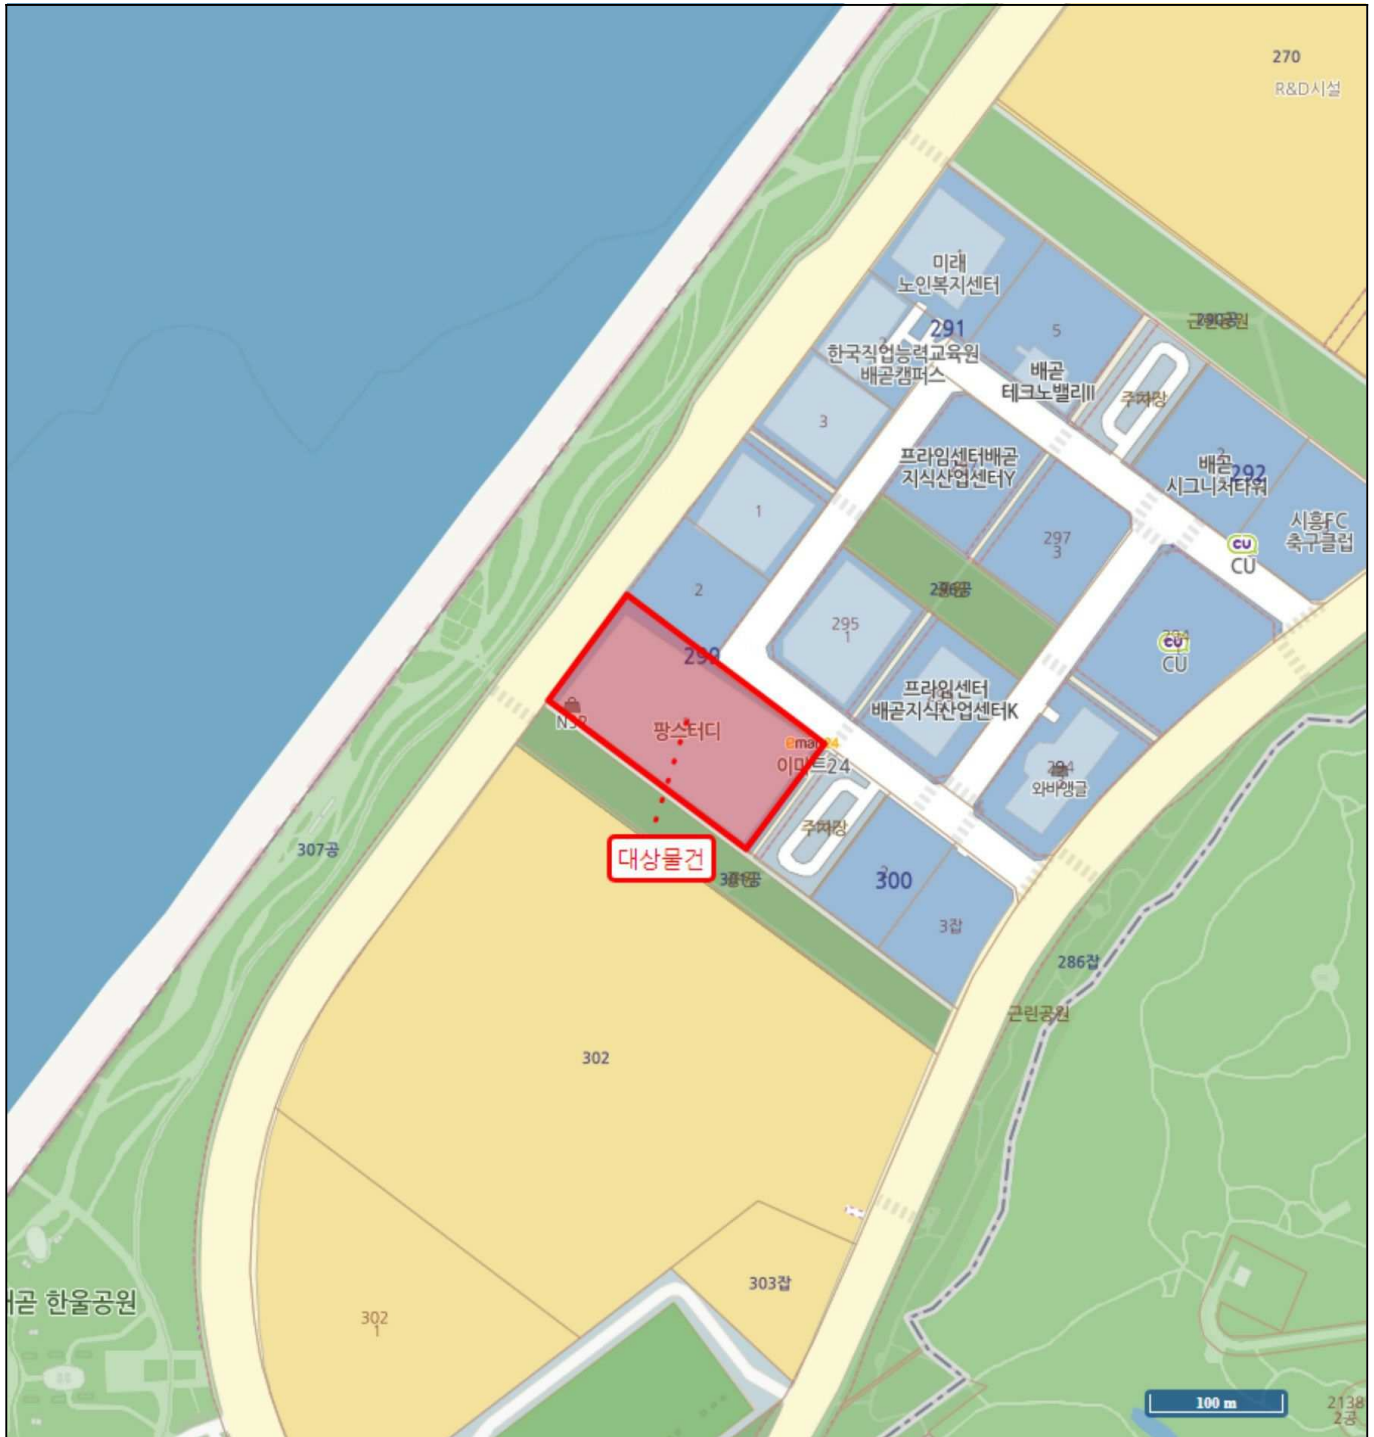 270
R&D시설
미래
노인복지센터
291
5
한국직업능력교육원
배곧캠퍼스
배곧
테크노밸리II
주차장
3
프라임센터배곧
지식산업센터Y
배곧
시그니처타워
292
시흥FC
축구클럽
1
297
3
CU
CU
2
295
1
CU
CU
299
프라임센터
배곧지식산업센터K
팡스터디
emart24
이마트24
294
와바앵글
주차장
대상물건
307공
300
3잡
286잡
근린공원
302
303잡
302
1
곧 한울공원
100 m
2138
2공